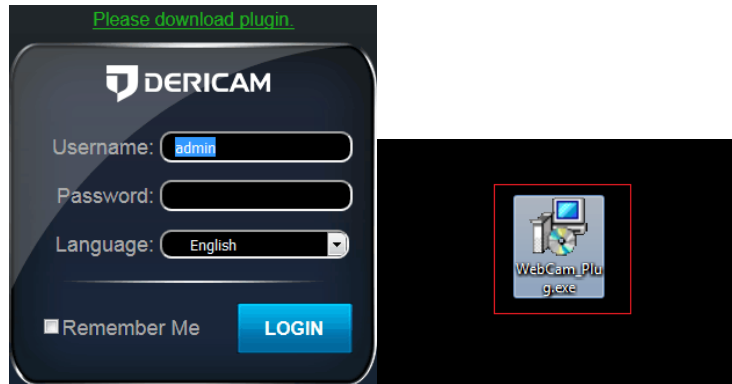 Please download plugin.
DERICAM
Username: admin
Password:
Language: English
Remember Me
LOGIN
WebCam_Plu
g.exe